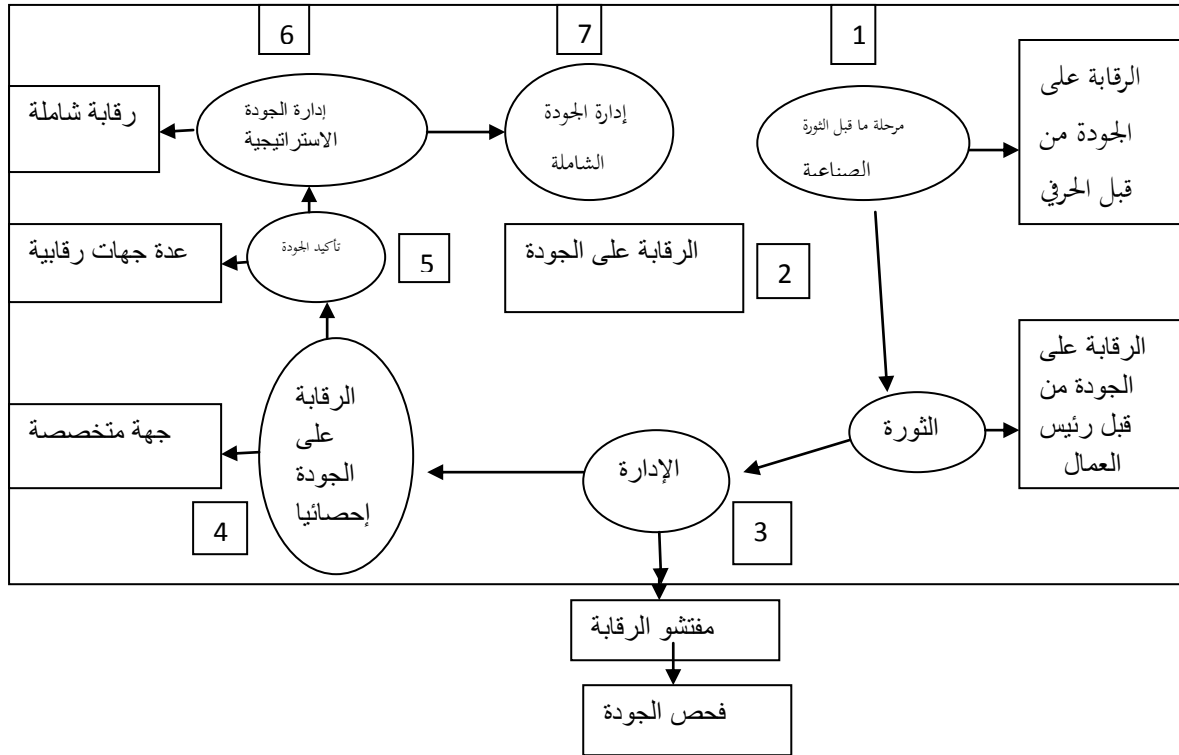 1
7
6
الرقابة على
الجودة من
قبل الحرفي
مرحلة ما قبل الثورة
الصناعية
إدارة الجودة
الشاملة
إدارة الجودة
الاستراتيجية
رقابة شاملة
2
الرقابة على الجودة
5
تأكيد الجودة
عدة جهات رقابية
الرقابة على
الجودة من
قبل رئيس
العمال
الثورة
3
الإدارة
4
الرقابة
على
الجودة
إحصائيا
جهة متخصصة
مفتشو الرقابة
فحص الجودة